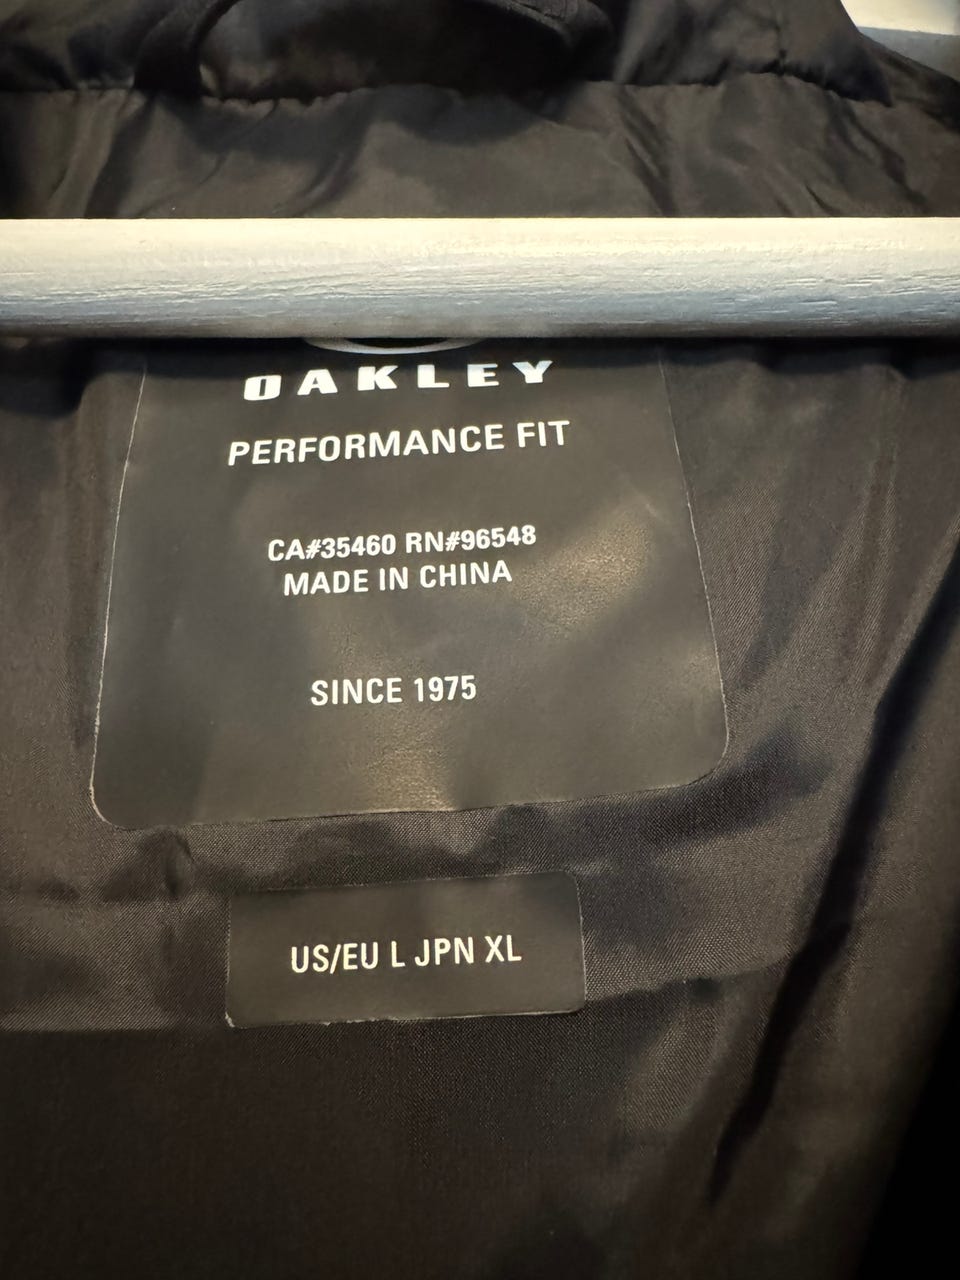 OAKLEY
PERFORMANCE FIT
CA#35460 RN#96548
MADE IN CHINA
SINCE 1975
US/EU L JPN XL